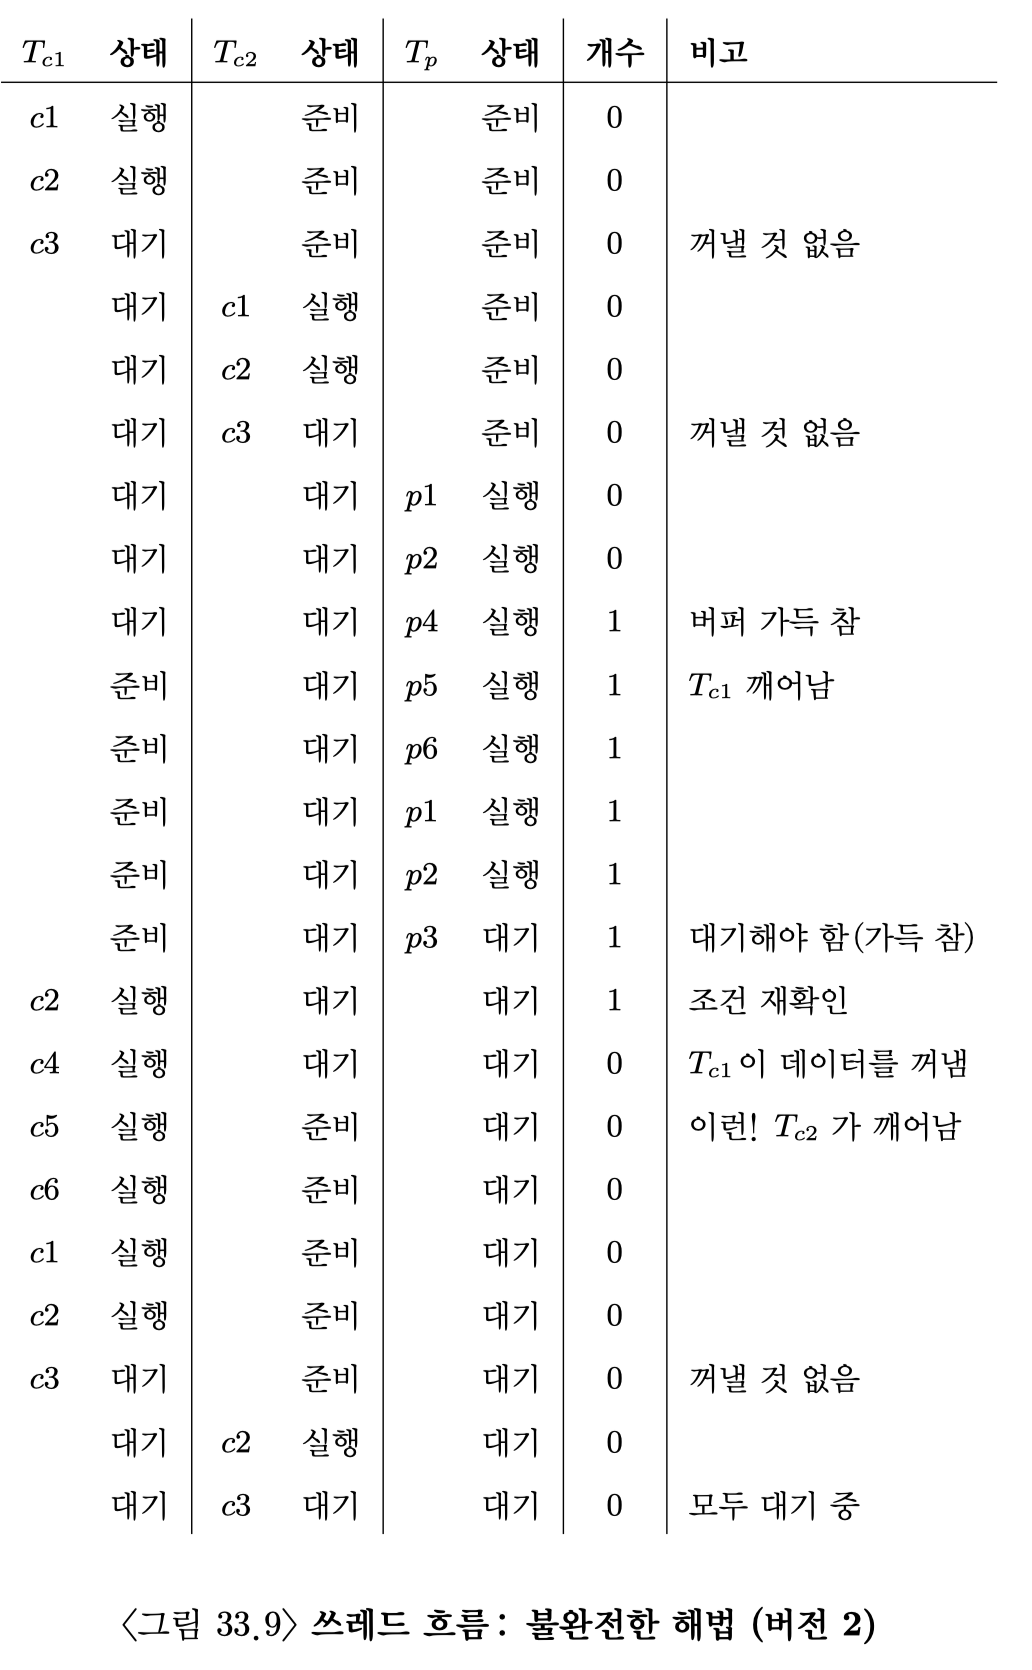 T_c1 상태 T_c2 상태 T_p 상태 개수 비고
c1 실행 준비 준비 0
c2 실행 준비 준비 0
c3 대기 준비 준비 0 꺼낼 것 없음
대기 c1 실행 준비 0
대기 c2 실행 준비 0
대기 c3 대기 준비 0 꺼낼 것 없음
대기 대기 p1 실행 0
대기 대기 p2 실행 0
대기 대기 p4 실행 1 버퍼 가득 참
준비 대기 p5 실행 1 T_c1 깨어남
준비 대기 p6 실행 1
준비 대기 p1 실행 1
준비 대기 p2 실행 1
준비 대기 p3 대기 1 대기해야 함(가득 참)
c2 실행 대기 대기 1 조건 재확인
c4 실행 대기 대기 0 T_c1이 데이터를 꺼냄
c5 실행 준비 대기 0 이런! T_c2 가 깨어남
c6 실행 준비 대기 0
c1 실행 준비 대기 0
c2 실행 준비 대기 0
c3 대기 준비 대기 0 꺼낼 것 없음
대기 c2 실행 대기 0
대기 c3 대기 대기 0 모두 대기 중
〈그림 33.9〉 쓰레드 흐름: 불완전한 해법 (버전 2)